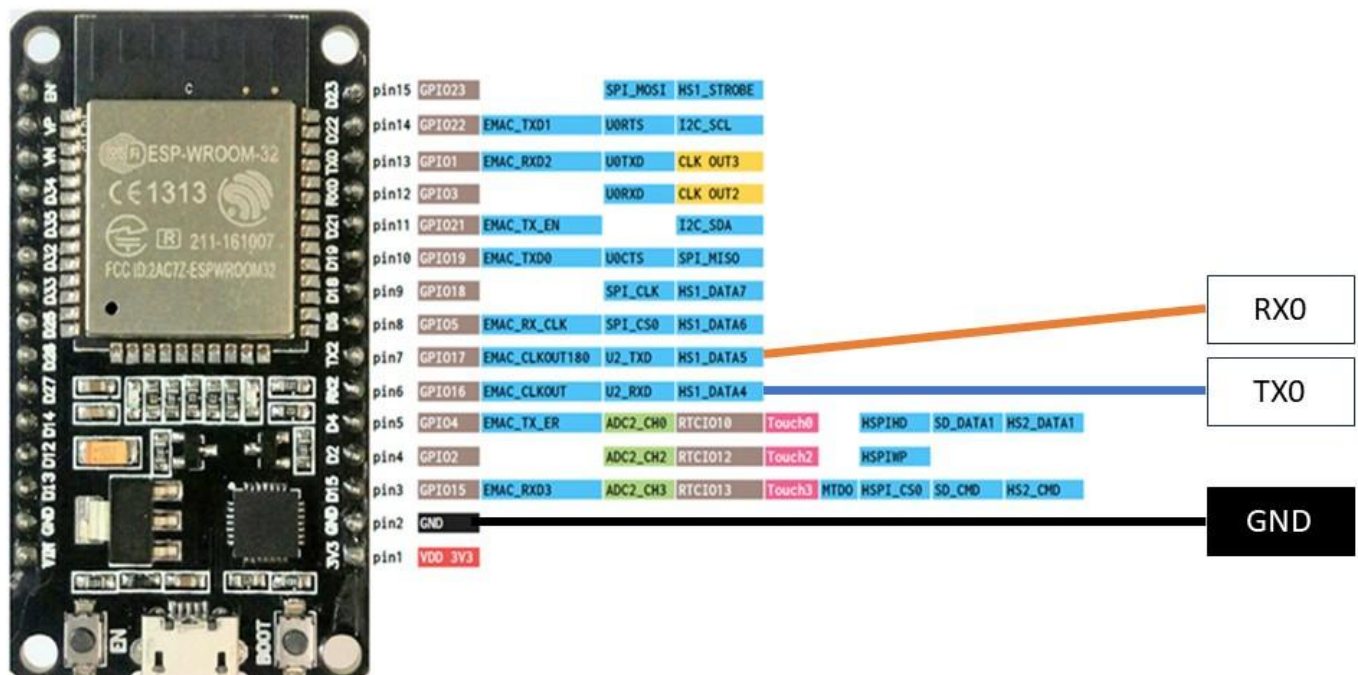 EN
VP
VN
D34
D35
D32
D33
D25
D26
D27
D14
D12
D13
GND
VIN
ESP-WROOM-32
CE1313
R 211-161007
FCC ID:2AC7Z-ESPWROOM32
D23
D22
TX0
RX0
D21
D19
D18
D5
TX2
RX2
D4
D2
D15
GND
3V3
EN
BOOT
pin15 GPIO23 SPI_MOSI HS1_STROBE
pin14 GPIO22 EMAC_TXD1 U0RTS I2C_SCL
pin13 GPIO1 EMAC_RXD2 U0TXD CLK OUT3
pin12 GPIO3 U0RXD CLK OUT2
pin11 GPIO21 EMAC_TX_EN I2C_SDA
pin10 GPIO19 EMAC_TXD0 U0CTS SPI_MISO
pin9 GPIO18 SPI_CLK HS1_DATA7
pin8 GPIO5 EMAC_RX_CLK SPI_CS0 HS1_DATA6
pin7 GPIO17 EMAC_CLKOUT180 U2_TXD HS1_DATA5
pin6 GPIO16 EMAC_CLKOUT U2_RXD HS1_DATA4
pin5 GPIO4 EMAC_TX_ER ADC2_CH0 RTCIO10 Touch0 HSPIHD SD_DATA1 HS2_DATA1
pin4 GPIO2 ADC2_CH2 RTCIO12 Touch2 HSPIWP
pin3 GPIO15 EMAC_RXD3 ADC2_CH3 RTCIO13 Touch3 MTDO HSPI_CS0 SD_CMD HS2_CMD
pin2 GND
pin1 VDD 3V3
RX0
TX0
GND